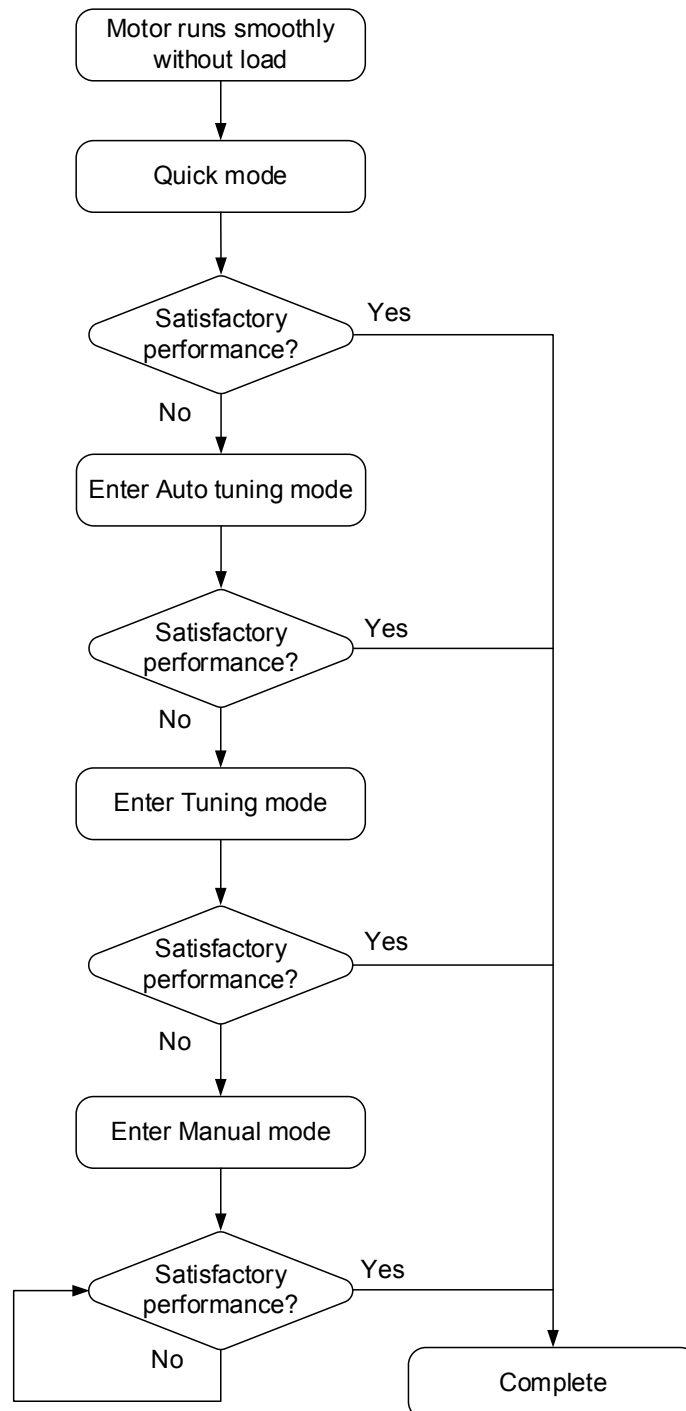 Motor runs smoothly
without load
Quick mode
Satisfactory
performance?
Yes
No
Enter Auto tuning mode
Satisfactory
performance?
Yes
No
Enter Tuning mode
Satisfactory
performance?
Yes
No
Enter Manual mode
Satisfactory
performance?
Yes
No
Complete